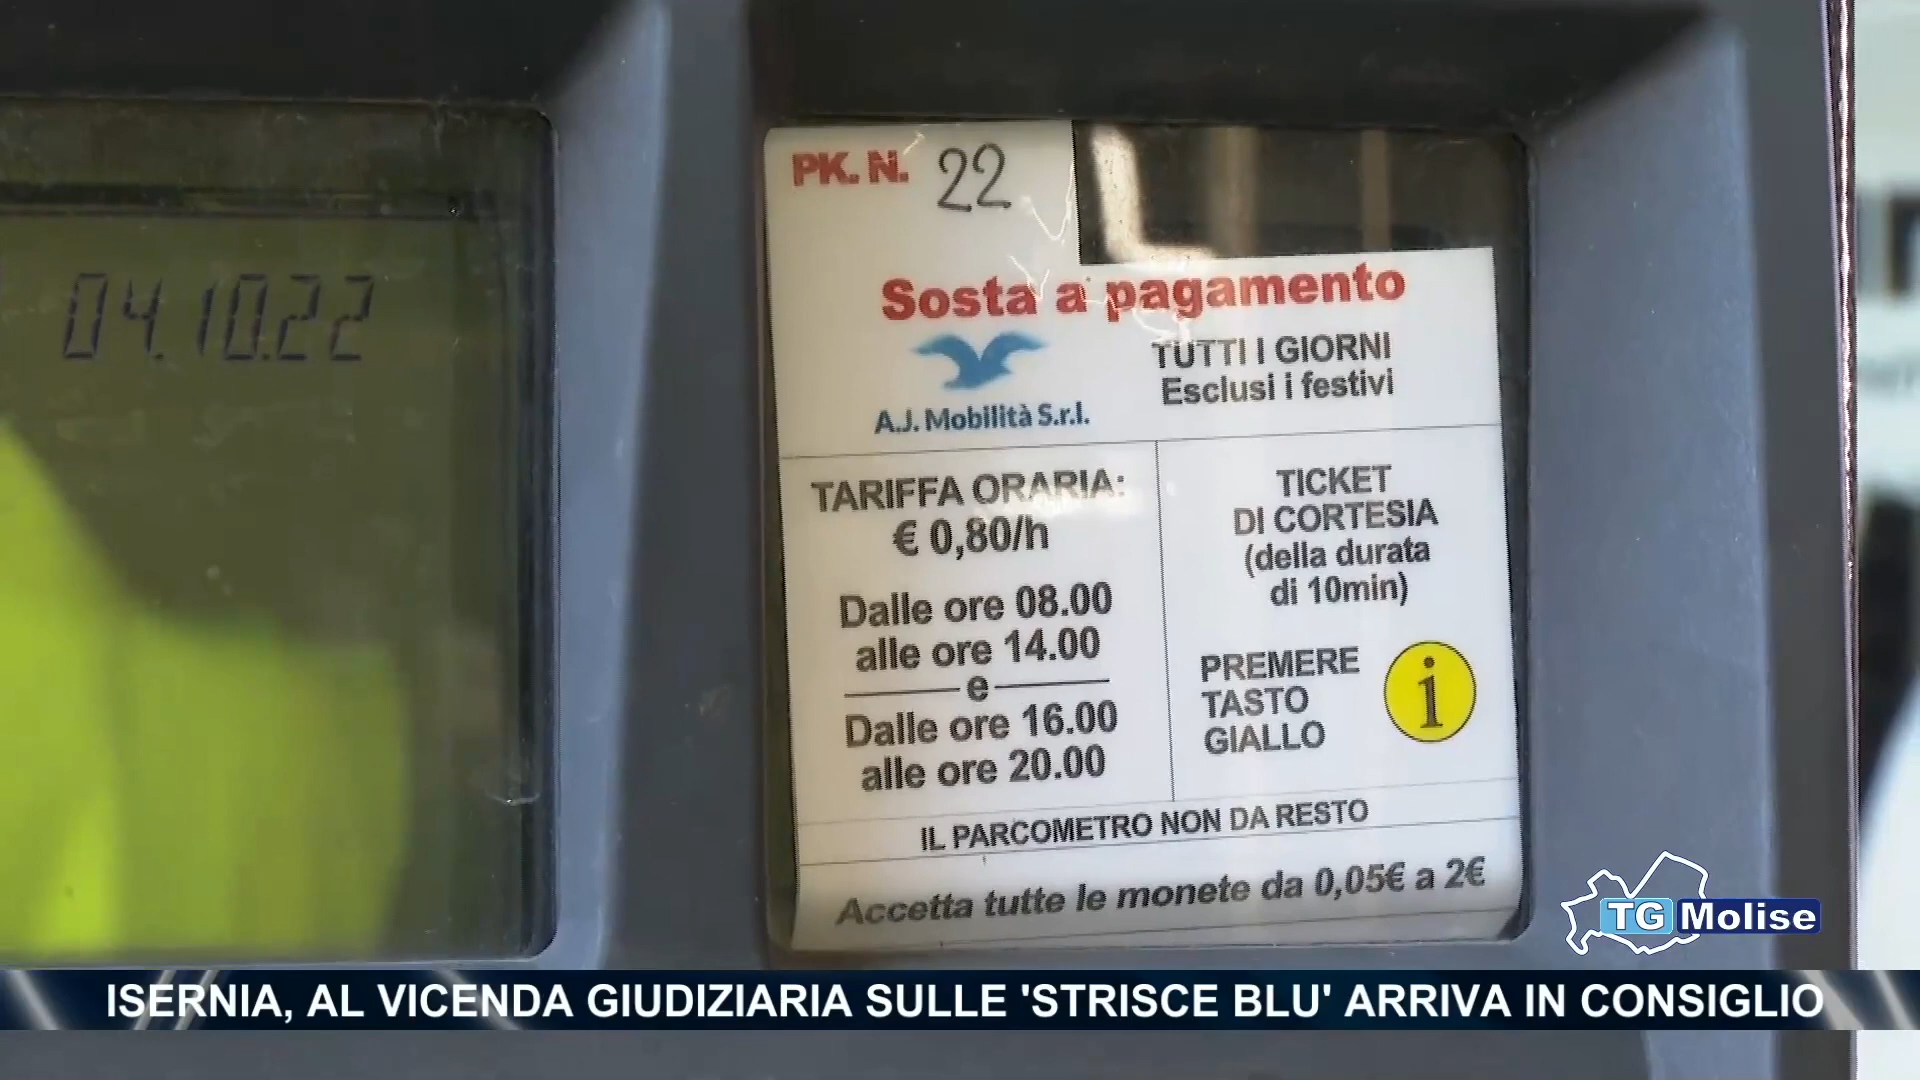 04.10.22
PK. N. 22
Sosta a pagamento
A.J. Mobilità S.r.l.
TUTTI I GIORNI
Esclusi i festivi
TARIFFA ORARIA:
€ 0,80/h
Dalle ore 08.00
alle ore 14.00
e
Dalle ore 16.00
alle ore 20.00
TICKET
DI CORTESIA
(della durata
di 10min)
PREMERE
TASTO
GIALLO
i
IL PARCOMETRO NON DA RESTO
Accetta tutte le monete da 0,05€ a 2€
TG Molise
ISERNIA, AL VICENDA GIUDIZIARIA SULLE 'STRISCE BLU' ARRIVA IN CONSIGLIO